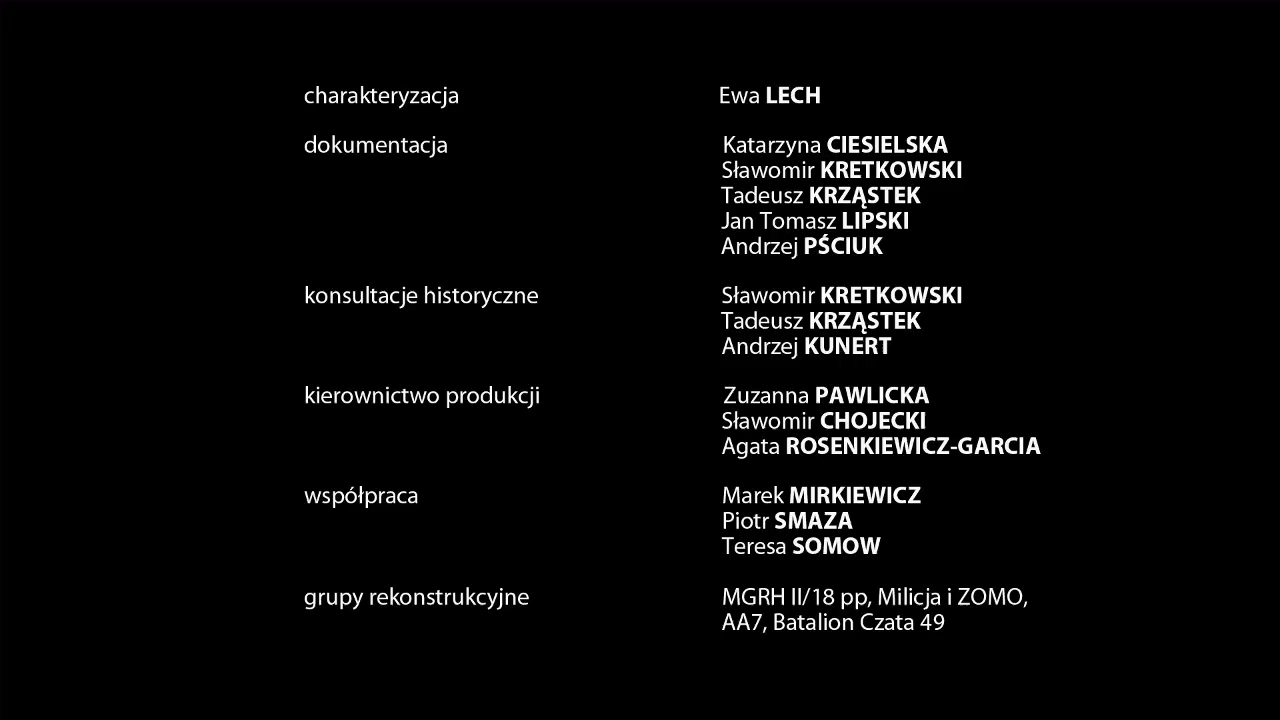 charakteryzacja Ewa LECH
dokumentacja Katarzyna CIESIELSKA
Sławomir KRETKOWSKI
Tadeusz KRZĄSTEK
Jan Tomasz LIPSKI
Andrzej PŚCIUK
konsultacje historyczne Sławomir KRETKOWSKI
Tadeusz KRZĄSTEK
Andrzej KUNERT
kierownictwo produkcji Zuzanna PAWLICKA
Sławomir CHOJECKI
Agata ROSENKIEWICZ-GARCIA
współpraca Marek MIRKIEWICZ
Piotr SMAZA
Teresa SOMOW
grupy rekonstrukcyjne MGRH II/18 pp, Milicja i ZOMO,
AA7, Batalion Czata 49